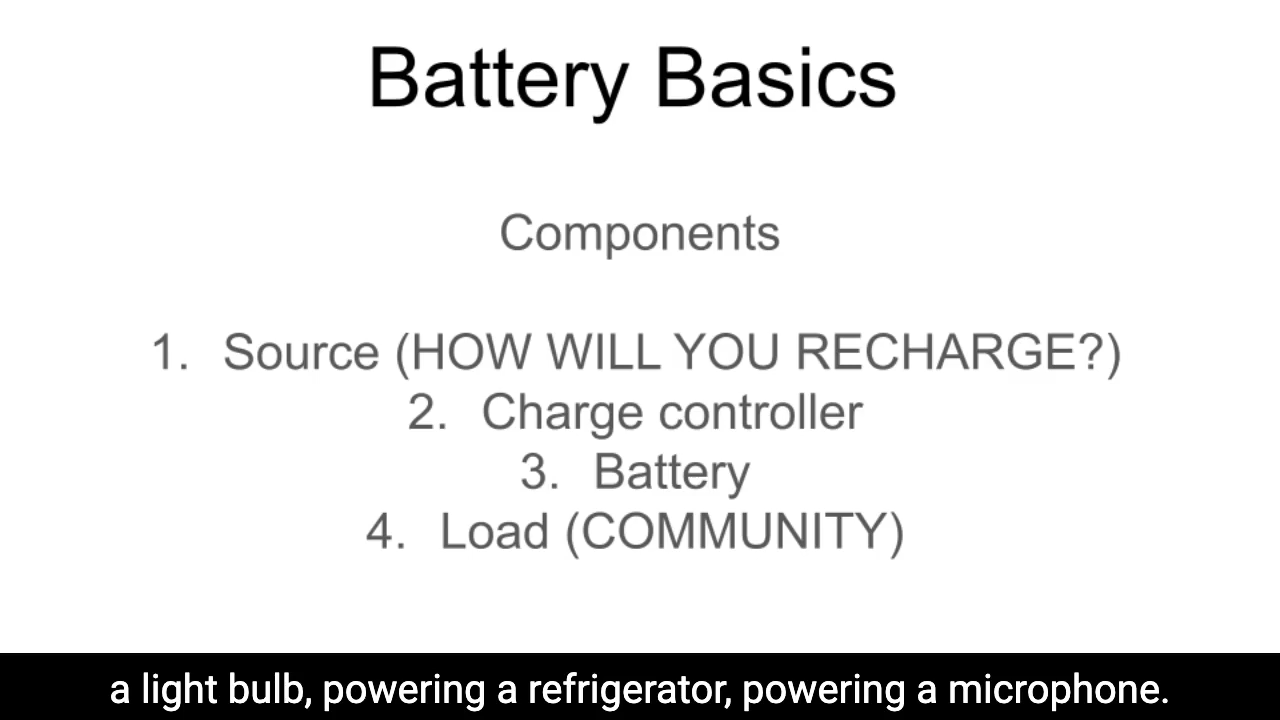 Battery Basics
Components
1. Source (HOW WILL YOU RECHARGE?)
2. Charge controller
3. Battery
4. Load (COMMUNITY)
a light bulb, powering a refrigerator, powering a microphone.